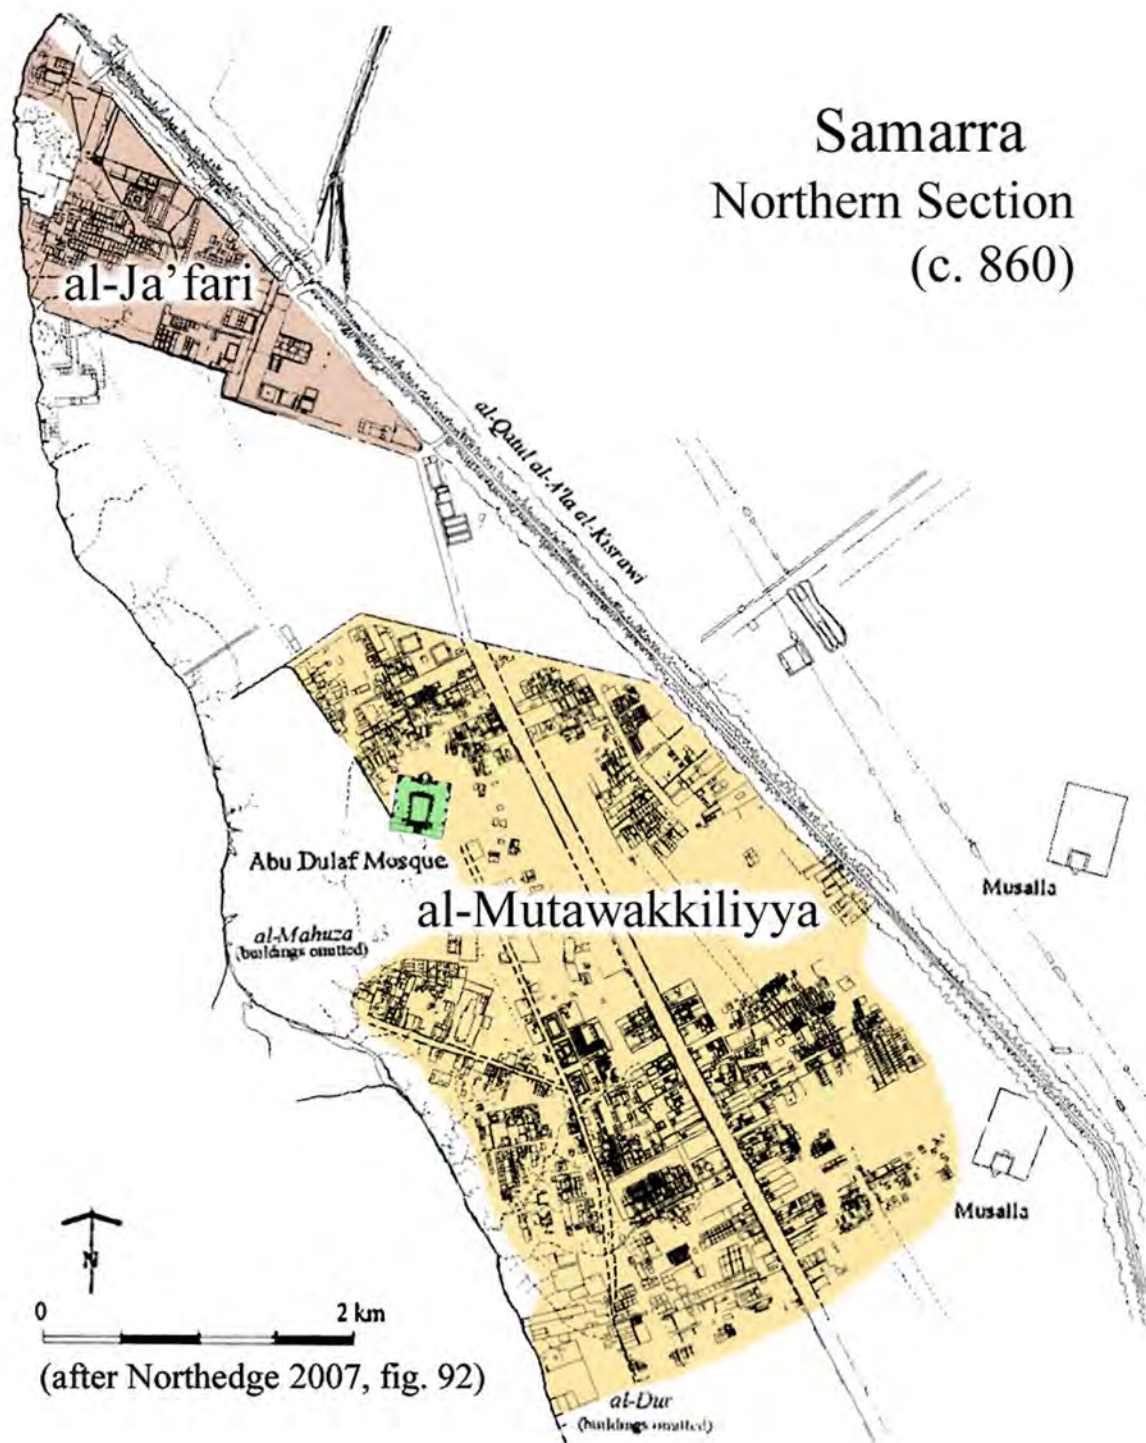 Samarra
Northern Section
(c. 860)
al-Ja'fari
al-Qatul al-A'la al-Kisrawi
Abu Dulaf Mosque
Musalla
al-Mutawakkiliyya
al-Mahuza
(buildings omitted)
Musalla
N
0 2 km
(after Northedge 2007, fig. 92)
al-Dur
(buildings omitted)